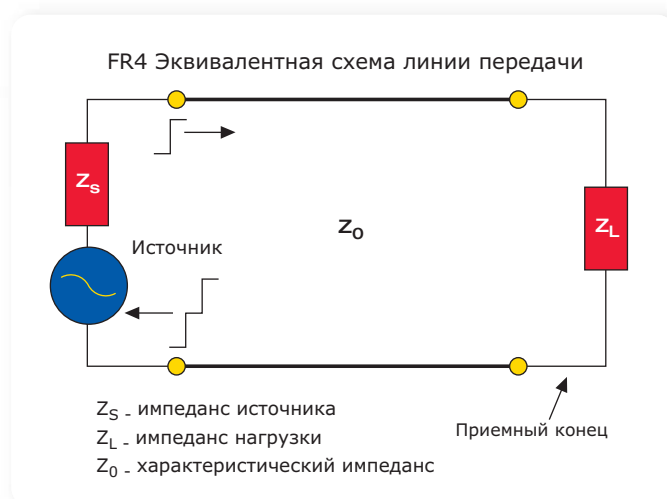 FR4 Эквивалентная схема линии передачи
Zs
Источник
Z0
ZL
ZS - импеданс источника
ZL - импеданс нагрузки
Z0 - характеристический импеданс
Приемный конец